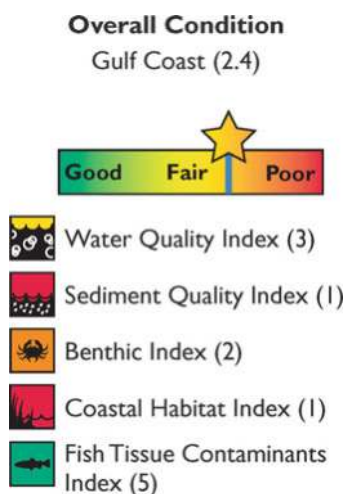 Overall Condition
Gulf Coast (2.4)
Good Fair Poor
Water Quality Index (3)
Sediment Quality Index (1)
Benthic Index (2)
Coastal Habitat Index (1)
Fish Tissue Contaminants
Index (5)